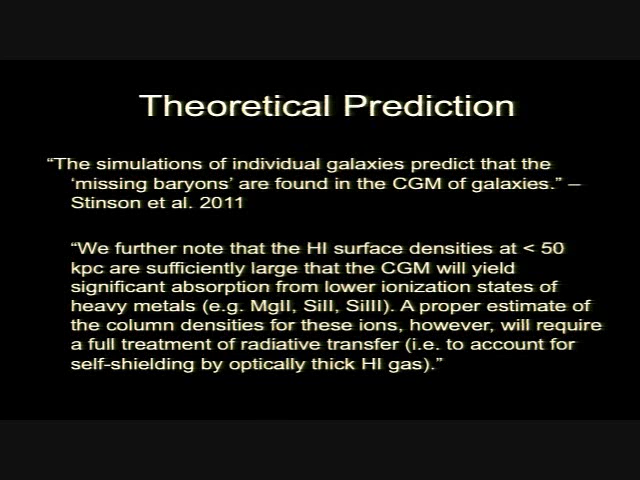 Theoretical Prediction
“The simulations of individual galaxies predict that the
‘missing baryons’ are found in the CGM of galaxies.” –
Stinson et al. 2011
“We further note that the HI surface densities at < 50
kpc are sufficiently large that the CGM will yield
significant absorption from lower ionization states of
heavy metals (e.g. MgII, SiII, SiIII). A proper estimate of
the column densities for these ions, however, will require
a full treatment of radiative transfer (i.e. to account for
self-shielding by optically thick HI gas).”